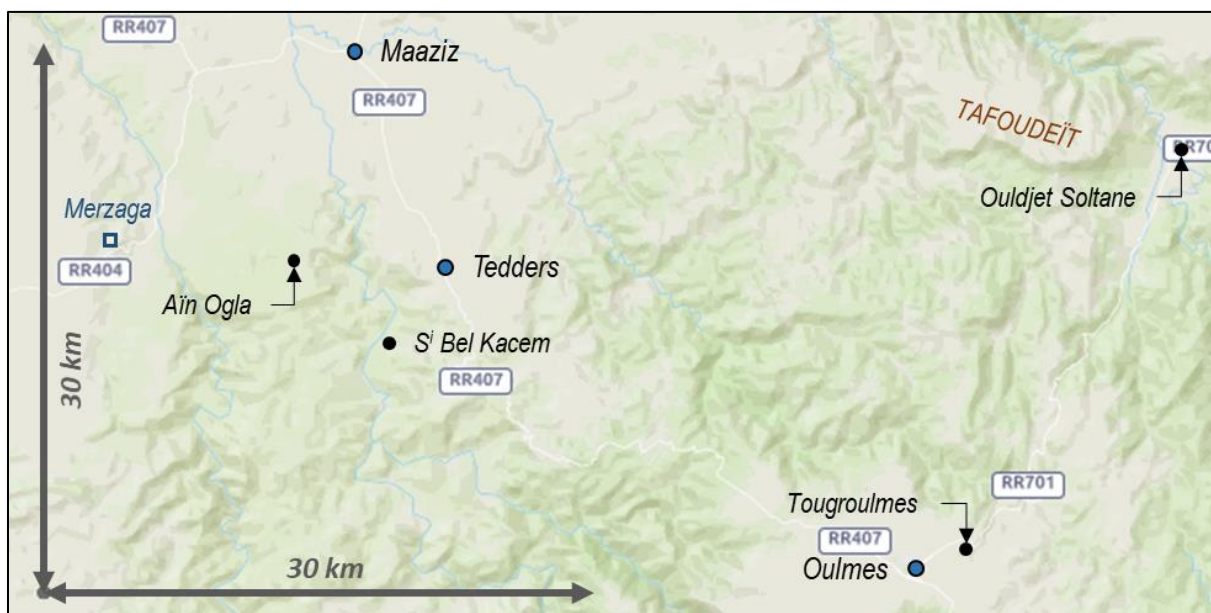 RR407
Maaziz
RR407
TAFOUDEÏT
RR70
Ouldjet Soltane
Merzaga
RR404
Aïn Ogla
Tedders
Sⁱ Bel Kacem
30 km
RR407
RR701
Tougroulmes
RR407
Oulmes
30 km